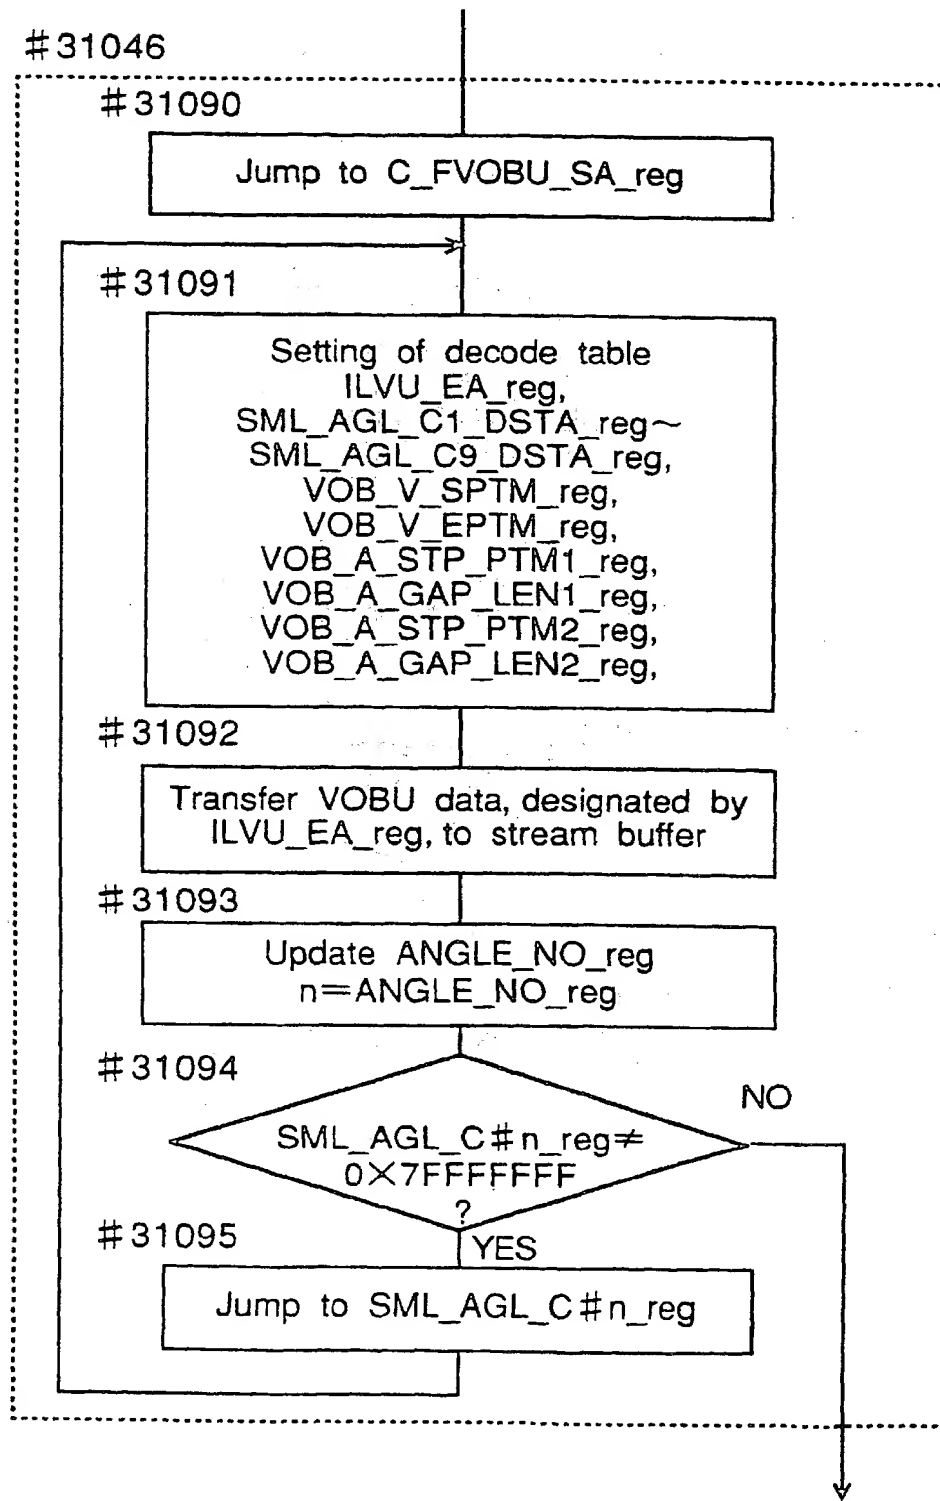 #31046
#31090
Jump to C_FVOBU_SA_reg
#31091
Setting of decode table
ILVU_EA_reg,
SML_AGL_C1_DSTA_reg~
SML_AGL_C9_DSTA_reg,
VOB_V_SPTM_reg,
VOB_V_EPTM_reg,
VOB_A_STP_PTM1_reg,
VOB_A_GAP_LEN1_reg,
VOB_A_STP_PTM2_reg,
VOB_A_GAP_LEN2_reg,
#31092
Transfer VOBU data, designated by
ILVU_EA_reg, to stream buffer
#31093
Update ANGLE_NO_reg
n=ANGLE_NO_reg
#31094
NO
SML_AGL_C#n_reg≠
0×7FFFFFFF
?
#31095
YES
Jump to SML_AGL_C#n_reg